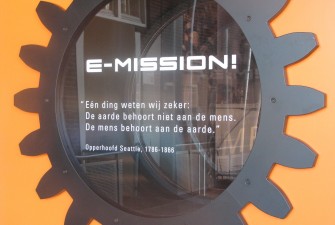 E-MISSION!
“Eén ding weten wij zeker:
De aarde behoort niet aan de mens.
De mens behoort aan de aarde.”
Opperhoofd Seattle, 1786-1866